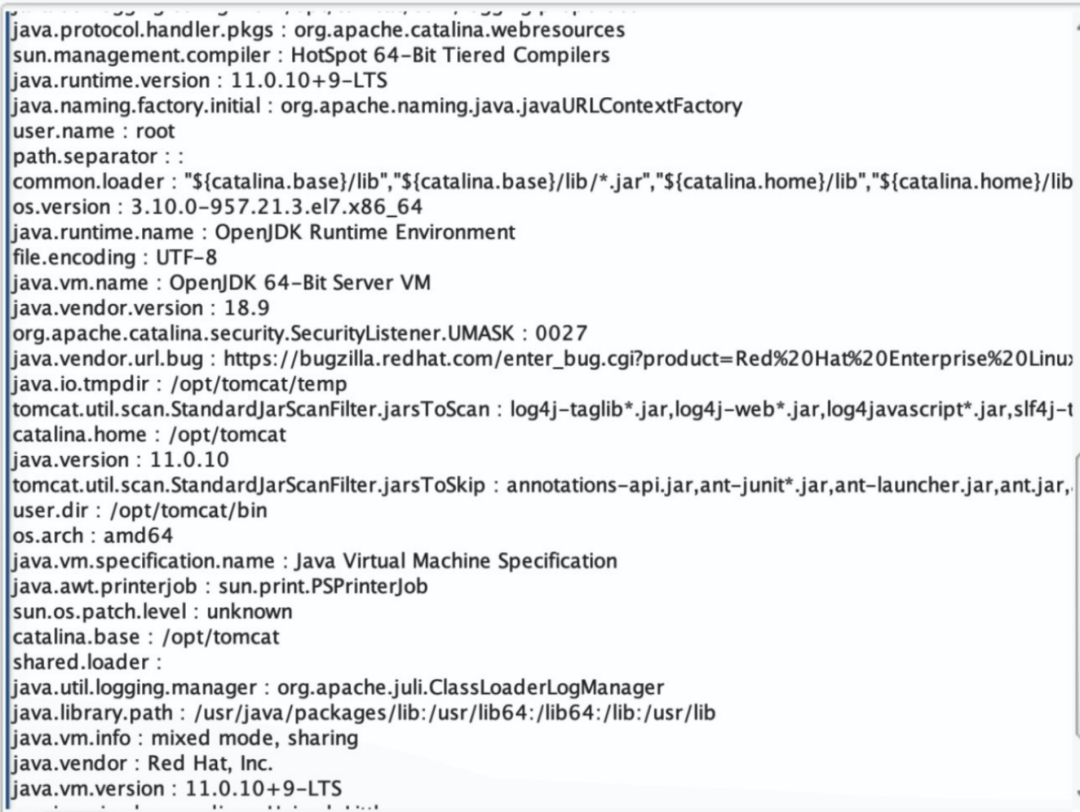 java.protocol.handler.pkgs : org.apache.catalina.webresources
sun.management.compiler : HotSpot 64-Bit Tiered Compilers
java.runtime.version : 11.0.10+9-LTS
java.naming.factory.initial : org.apache.naming.java.javaURLContextFactory
user.name : root
path.separator : :
common.loader : "${catalina.base}/lib","${catalina.base}/lib/*.jar","${catalina.home}/lib","${catalina.home}/lib
os.version : 3.10.0-957.21.3.el7.x86_64
java.runtime.name : OpenJDK Runtime Environment
file.encoding : UTF-8
java.vm.name : OpenJDK 64-Bit Server VM
java.vendor.version : 18.9
org.apache.catalina.security.SecurityListener.UMASK : 0027
java.vendor.url.bug : https://bugzilla.redhat.com/enter_bug.cgi?product=Red%20Hat%20Enterprise%20Linux
java.io.tmpdir : /opt/tomcat/temp
tomcat.util.scan.StandardJarScanFilter.jarsToScan : log4j-taglib*.jar,log4j-web*.jar,log4javascript*.jar,slf4j-t
catalina.home : /opt/tomcat
java.version : 11.0.10
tomcat.util.scan.StandardJarScanFilter.jarsToSkip : annotations-api.jar,ant-junit*.jar,ant-launcher.jar,ant.jar,
user.dir : /opt/tomcat/bin
os.arch : amd64
java.vm.specification.name : Java Virtual Machine Specification
java.awt.printerjob : sun.print.PSPrinterJob
sun.os.patch.level : unknown
catalina.base : /opt/tomcat
shared.loader :
java.util.logging.manager : org.apache.juli.ClassLoaderLogManager
java.library.path : /usr/java/packages/lib:/usr/lib64:/lib64:/lib:/usr/lib
java.vm.info : mixed mode, sharing
java.vendor : Red Hat, Inc.
java.vm.version : 11.0.10+9-LTS